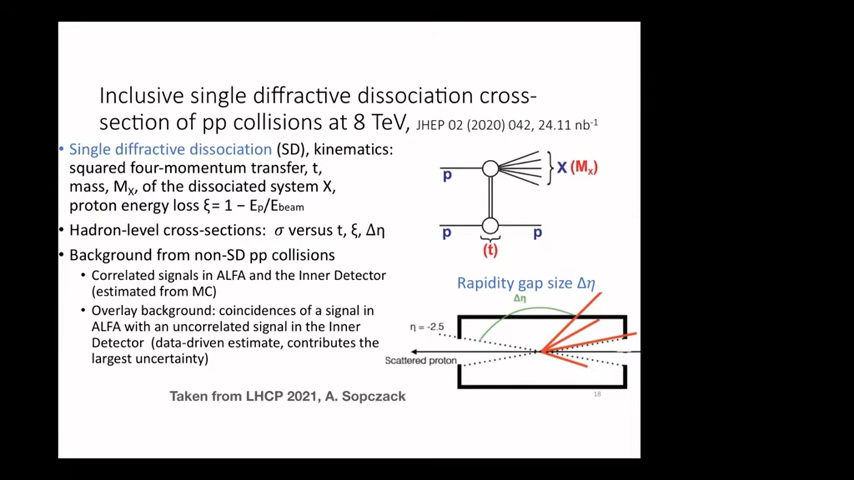 Inclusive single diffractive dissociation cross-
section of pp collisions at 8 TeV, JHEP 02 (2020) 042, 24.11 nb-1
• Single diffractive dissociation (SD), kinematics:
squared four-momentum transfer, t,
mass, MX, of the dissociated system X,
proton energy loss ξ= 1 − Ep/Ebeam
• Hadron-level cross-sections: σ versus t, ξ, Δη
• Background from non-SD pp collisions
• Correlated signals in ALFA and the Inner Detector
(estimated from MC)
• Overlay background: coincidences of a signal in
ALFA with an uncorrelated signal in the Inner
Detector (data-driven estimate, contributes the
largest uncertainty)
p
X (MX)
p
p
(t)
Rapidity gap size Δη
Δη
η = -2.5
Scattered proton
Taken from LHCP 2021, A. Sopczack
18